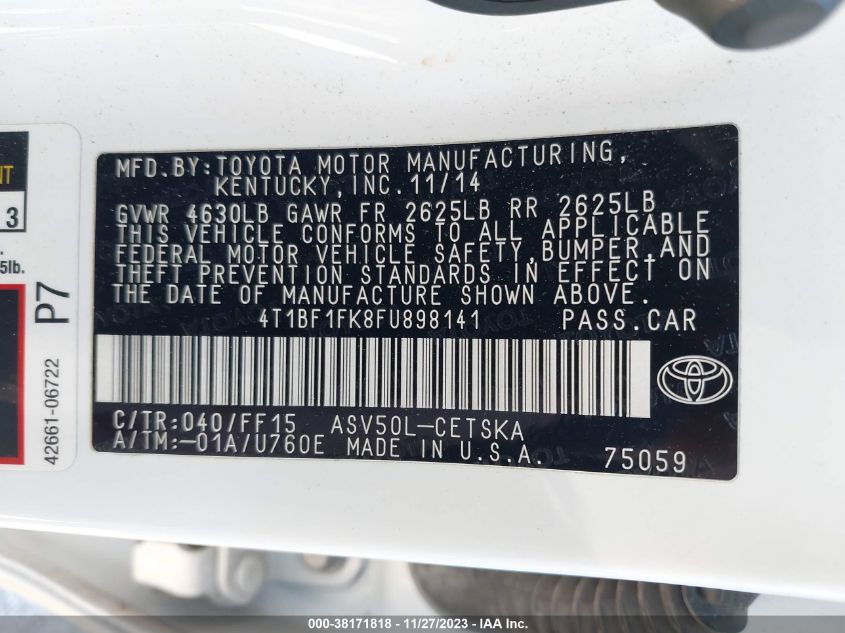 MFD.BY:TOYOTA MOTOR MANUFACTURING,
KENTUCKY,INC.11/14
GVWR 4630LB GAWR FR 2625LB RR 2625LB
THIS VEHICLE CONFORMS TO ALL APPLICABLE
FEDERAL MOTOR VEHICLE SAFETY,BUMPER,AND
THEFT PREVENTION STANDARDS IN EFFECT ON
THE DATE OF MANUFACTURE SHOWN ABOVE.
4T1BF1FK8FU898141 PASS.CAR
C/TR:040/FF15 ASV50L-CETSKA
A/TM:-01A/U760E MADE IN U.S.A. 75059
NT
3
5lb.
P7
42661-06722
000-38171818 - 11/27/2023 - IAA Inc.